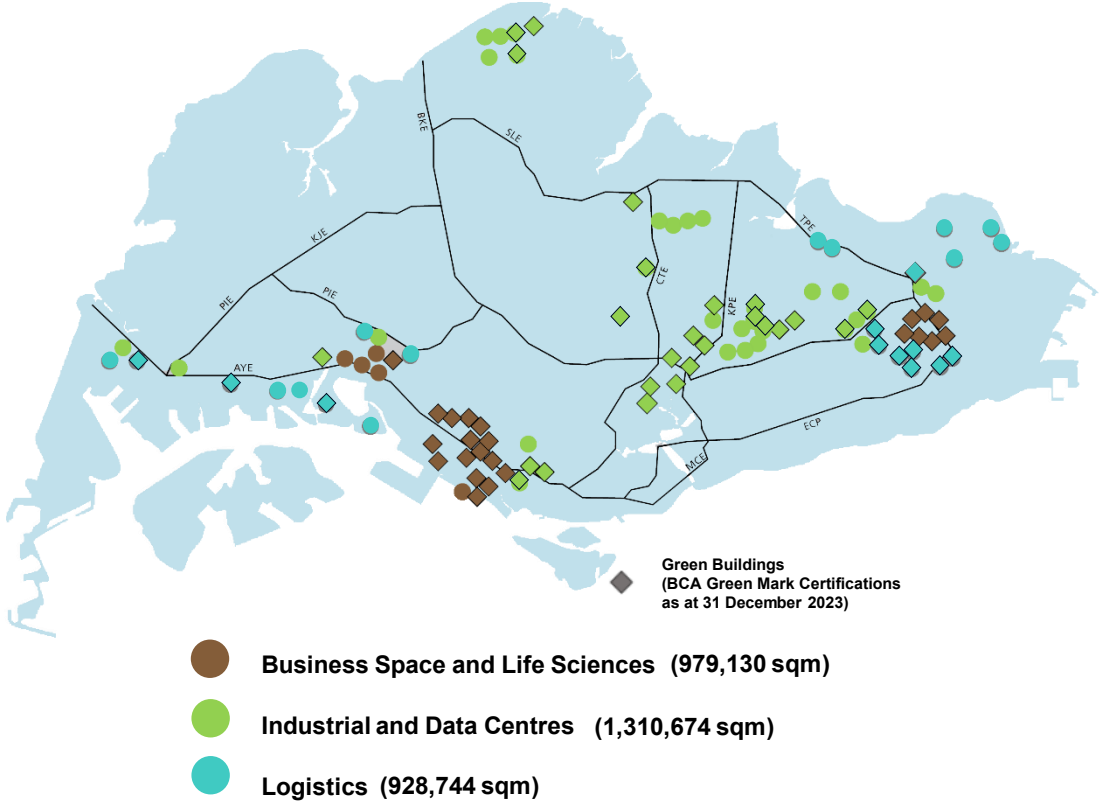 BKE
SLE
KJE
TPE
CTE
PIE
PIE
KPE
AYE
ECP
MCE
Green Buildings
(BCA Green Mark Certifications
as at 31 December 2023)
Business Space and Life Sciences (979,130 sqm)
Industrial and Data Centres (1,310,674 sqm)
Logistics (928,744 sqm)